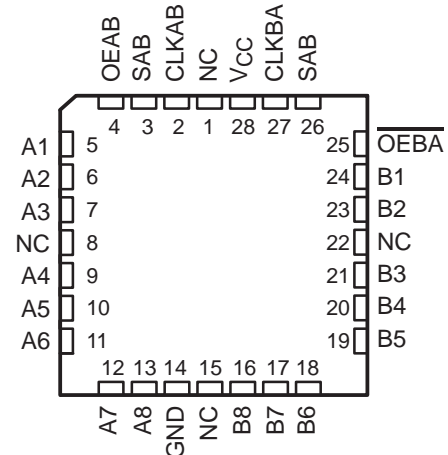 OEAB SAB CLKAB NC VCC CLKBA SAB
4 3 2 1 28 27 26
A1 5 25 OEBA
A2 6 24 B1
A3 7 23 B2
NC 8 22 NC
A4 9 21 B3
A5 10 20 B4
A6 11 19 B5
12 13 14 15 16 17 18
A7 A8 GND NC B8 B7 B6